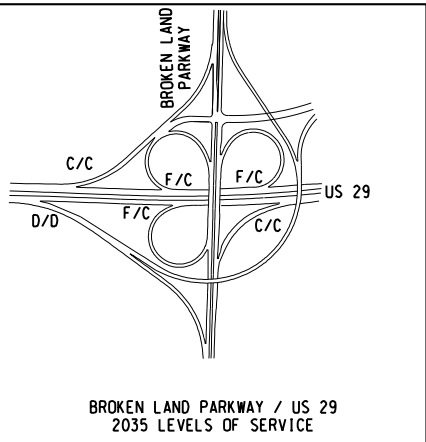 BROKEN LAND
PARKWAY
C/C
F/C
F/C
US 29
F/C
D/D
C/C
BROKEN LAND PARKWAY / US 29
2035 LEVELS OF SERVICE